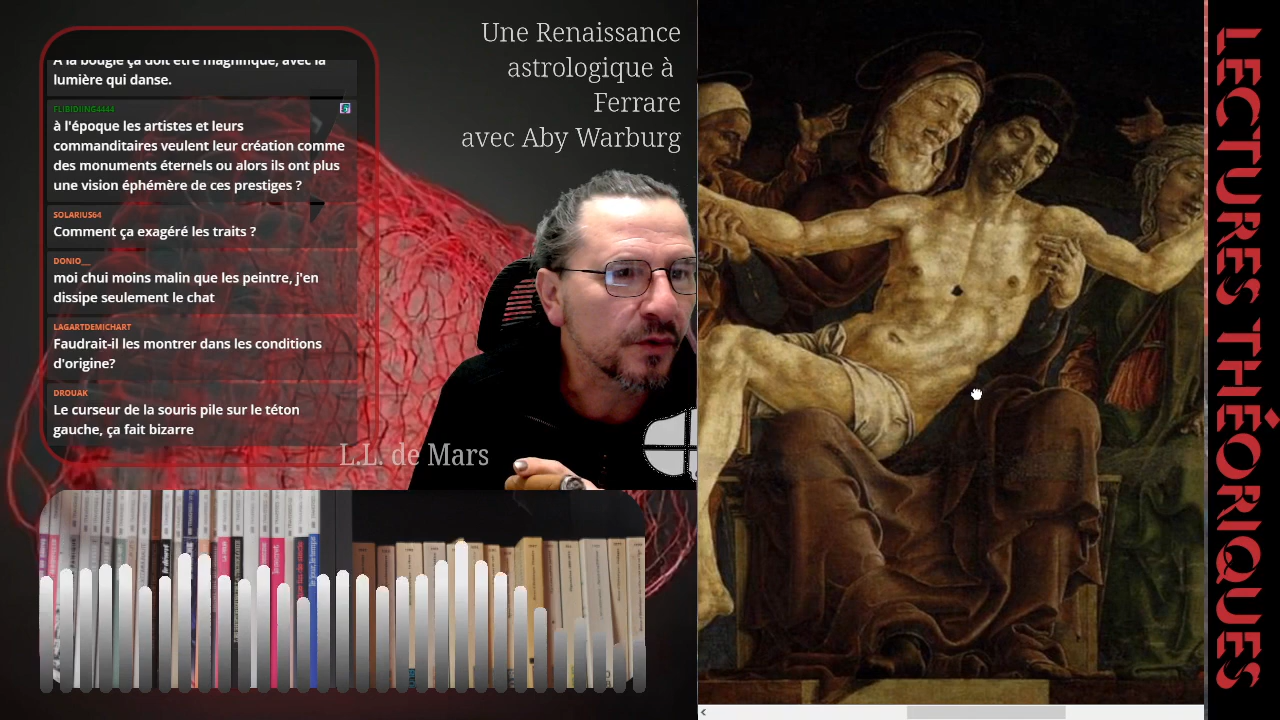 À la bougie ça doit être magnifique, avec la
lumière qui danse.
FLIBIDIING4444
à l'époque les artistes et leurs
commanditaires veulent leur création comme
des monuments éternels ou alors ils ont plus
une vision éphémère de ces prestiges ?
SOLARIUS64
Comment ça exagéré les traits ?
DONIO__
moi chui moins malin que les peintre, j'en
dissipe seulement le chat
LAGARTDEMICHART
Faudrait-il les montrer dans les conditions
d'origine?
DROUAK
Le curseur de la souris pile sur le téton
gauche, ça fait bizarre
Une Renaissance
astrologique à
Ferrare
avec Aby Warburg
L.L. de Mars
LECTURES THÉORIQUES